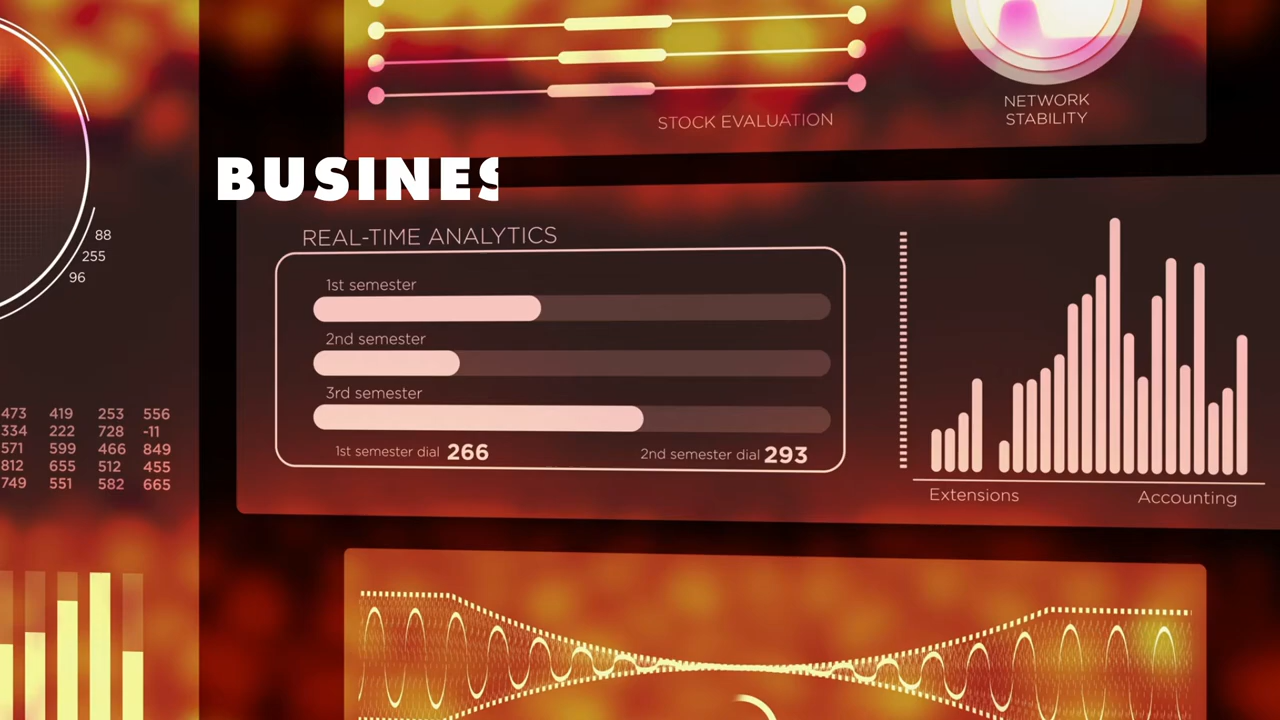 STOCK EVALUATION
NETWORK
STABILITY
BUSINES
REAL-TIME ANALYTICS
1st semester
2nd semester
3rd semester
1st semester dial 266
2nd semester dial 293
Extensions
Accounting
88
255
96
473 419 253 556
334 222 728 -11
571 599 466 849
812 655 512 455
749 551 582 665